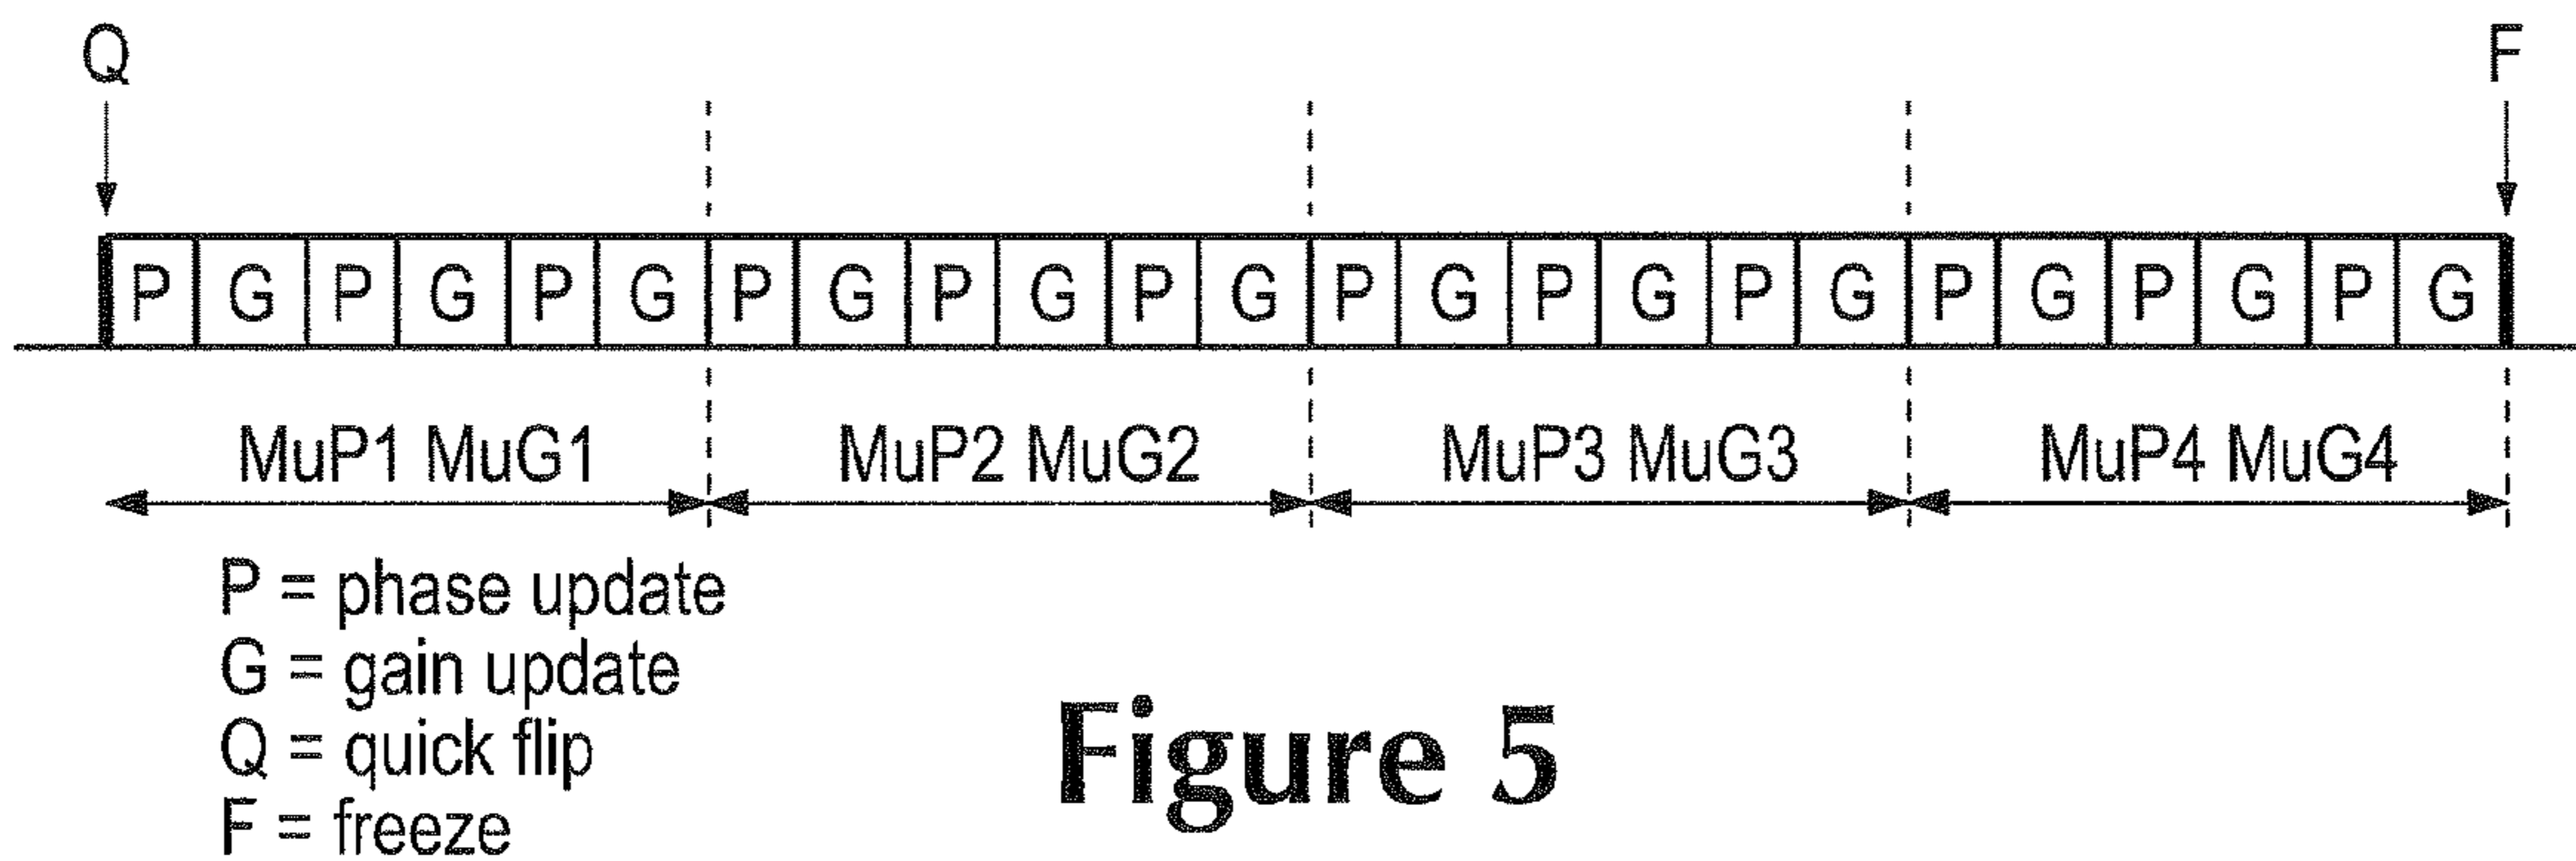 Q F
P G P G P G P G P G P G P G P G P G P G P G P G
MuP1 MuG1 MuP2 MuG2 MuP3 MuG3 MuP4 MuG4
P = phase update
G = gain update
Q = quick flip
F = freeze
Figure 5